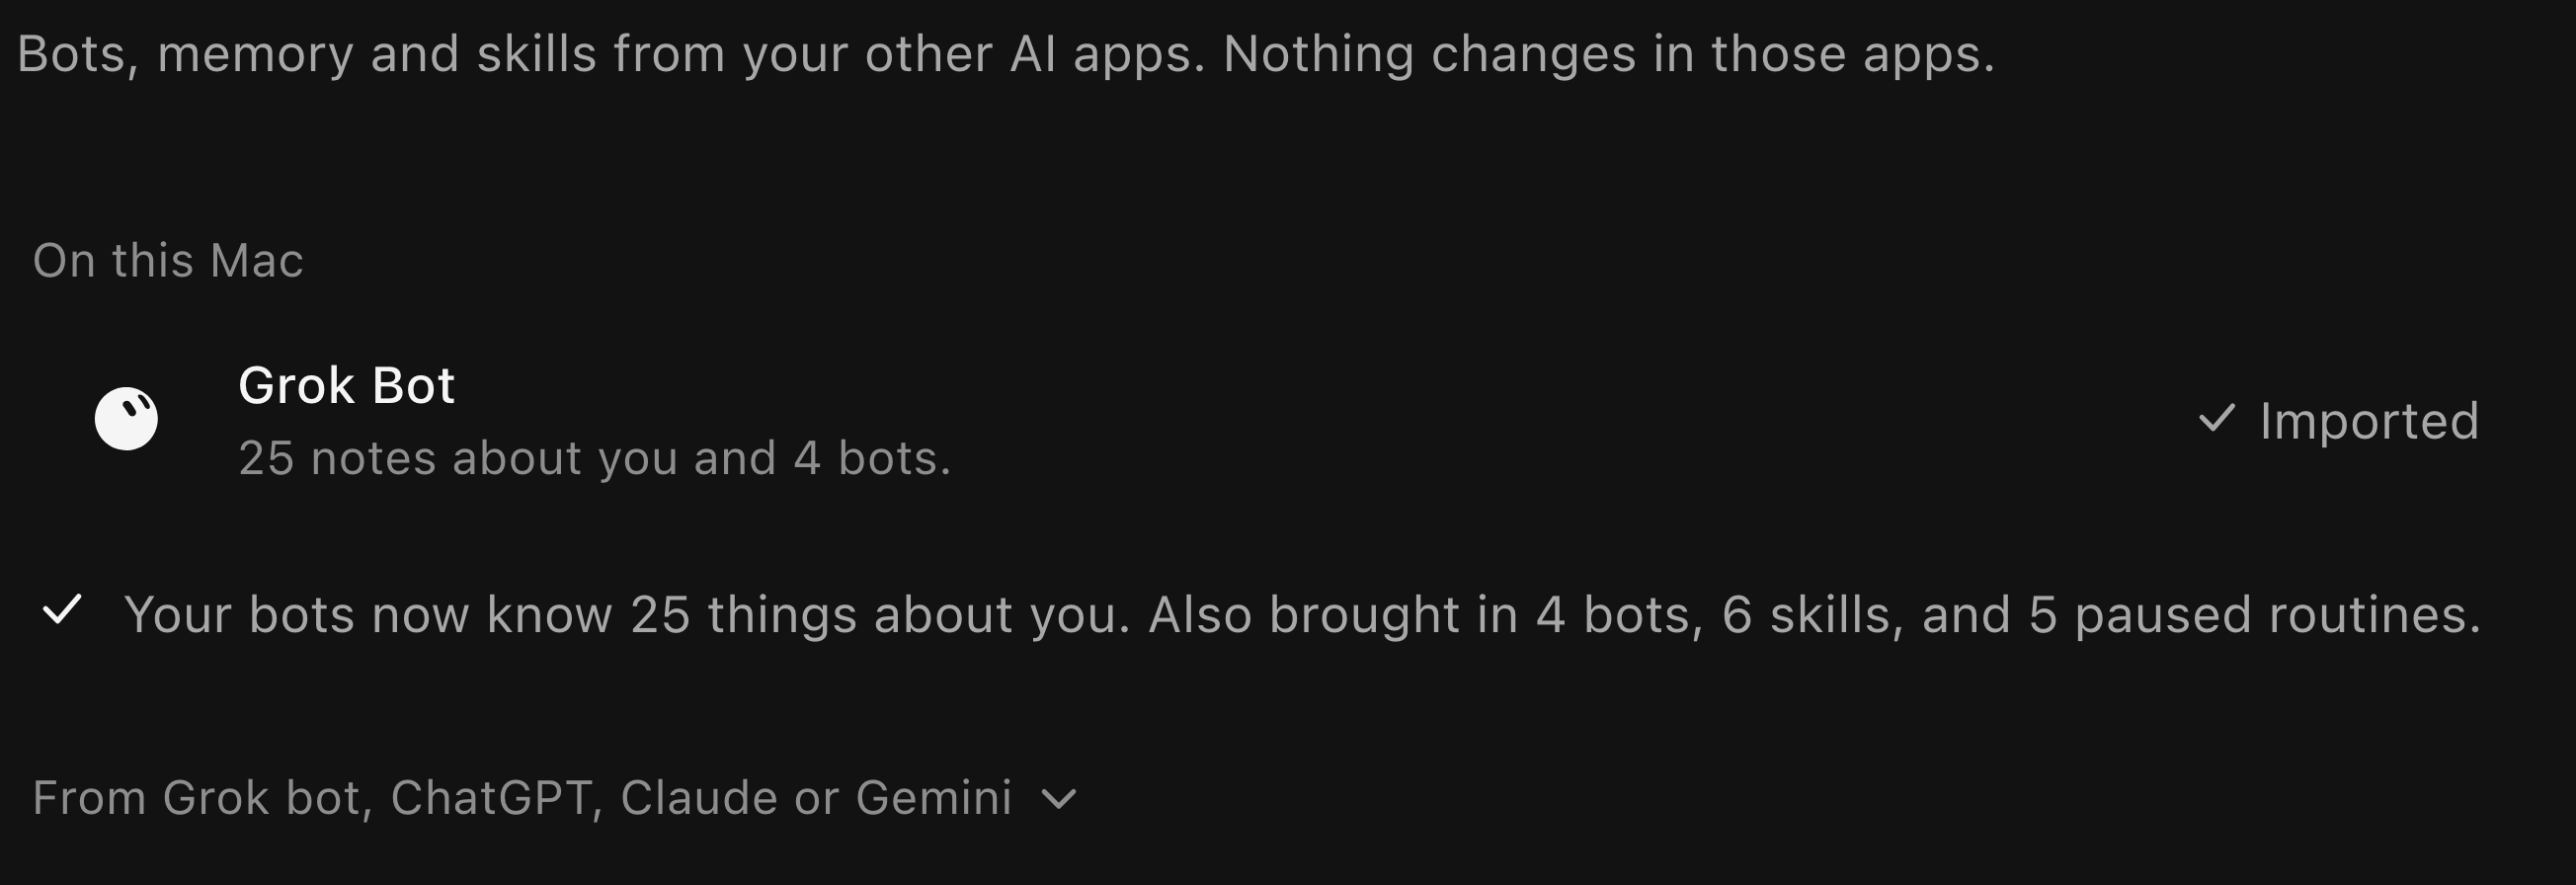 Bots, memory and skills from your other AI apps. Nothing changes in those apps.
On this Mac
Grok Bot
25 notes about you and 4 bots.
Imported
Your bots now know 25 things about you. Also brought in 4 bots, 6 skills, and 5 paused routines.
From Grok bot, ChatGPT, Claude or Gemini